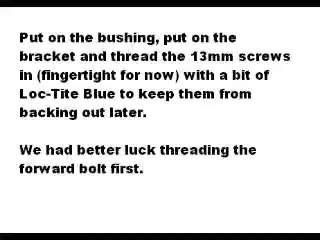 Put on the bushing, put on the
bracket and thread the 13mm screws
in (fingertight for now) with a bit of
Loc-Tite Blue to keep them from
backing out later.
We had better luck threading the
forward bolt first.